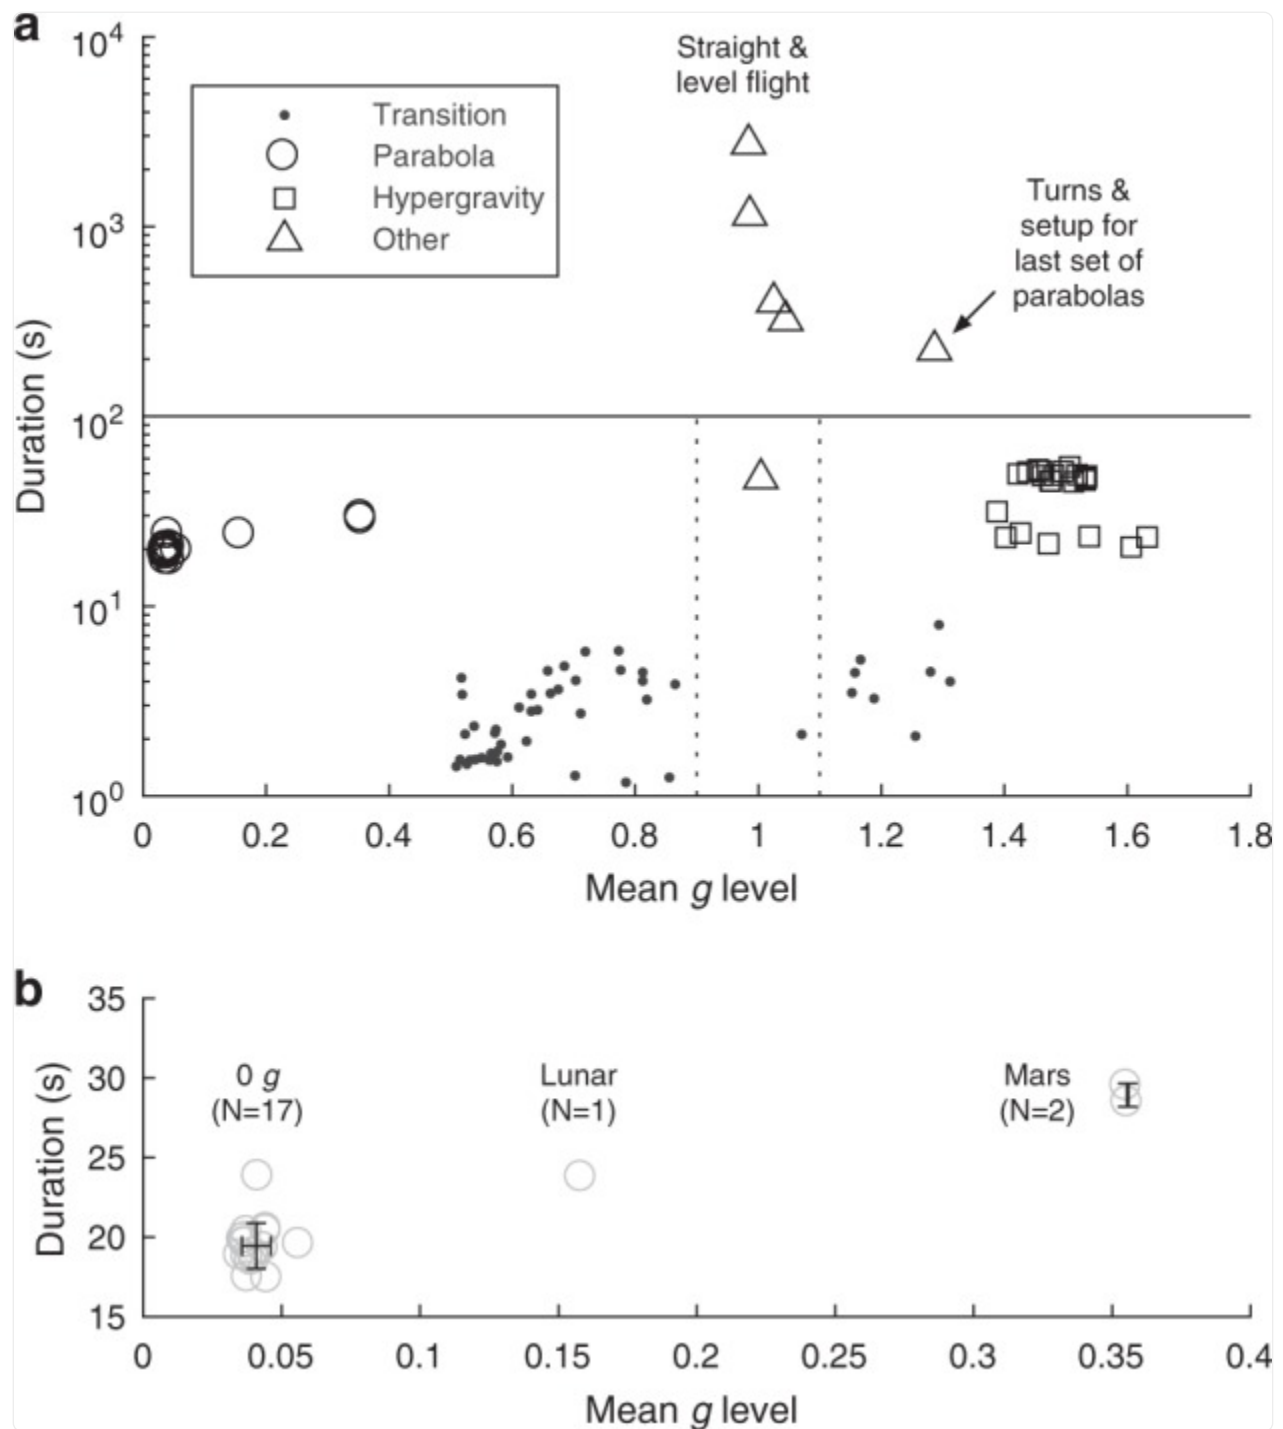 a
10^4
10^3
10^2
10^1
10^0
Duration (s)
Transition
Parabola
Hypergravity
Other
Straight &
level flight
Turns &
setup for
last set of
parabolas
0 0.2 0.4 0.6 0.8 1 1.2 1.4 1.6 1.8
Mean g level
b
35
30
25
20
15
Duration (s)
0 g
(N=17)
Lunar
(N=1)
Mars
(N=2)
0 0.05 0.1 0.15 0.2 0.25 0.3 0.35 0.4
Mean g level